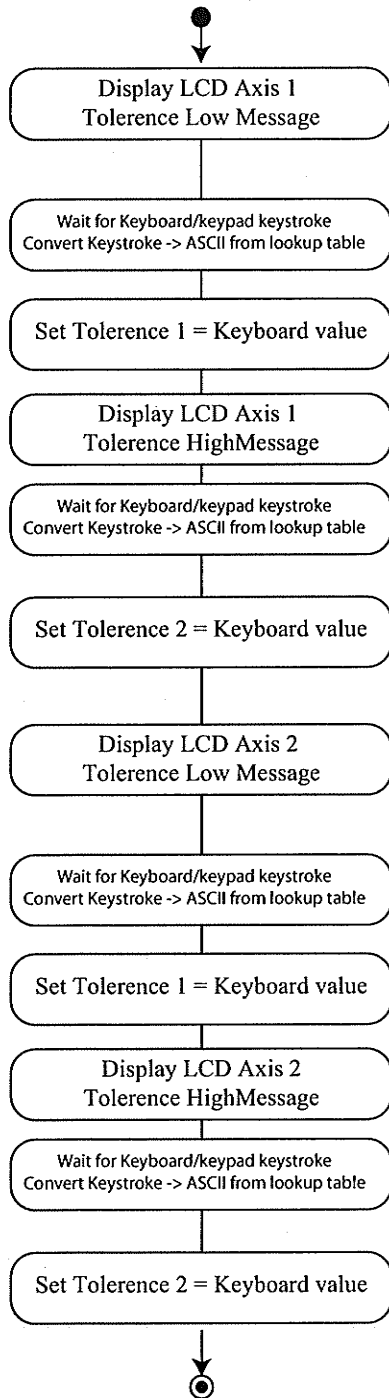 Display LCD Axis 1
Tolerence Low Message
Wait for Keyboard/keypad keystroke
Convert Keystroke -> ASCII from lookup table
Set Tolerence 1 = Keyboard value
Display LCD Axis 1
Tolerence HighMessage
Wait for Keyboard/keypad keystroke
Convert Keystroke -> ASCII from lookup table
Set Tolerence 2 = Keyboard value
Display LCD Axis 2
Tolerence Low Message
Wait for Keyboard/keypad keystroke
Convert Keystroke -> ASCII from lookup table
Set Tolerence 1 = Keyboard value
Display LCD Axis 2
Tolerence HighMessage
Wait for Keyboard/keypad keystroke
Convert Keystroke -> ASCII from lookup table
Set Tolerence 2 = Keyboard value